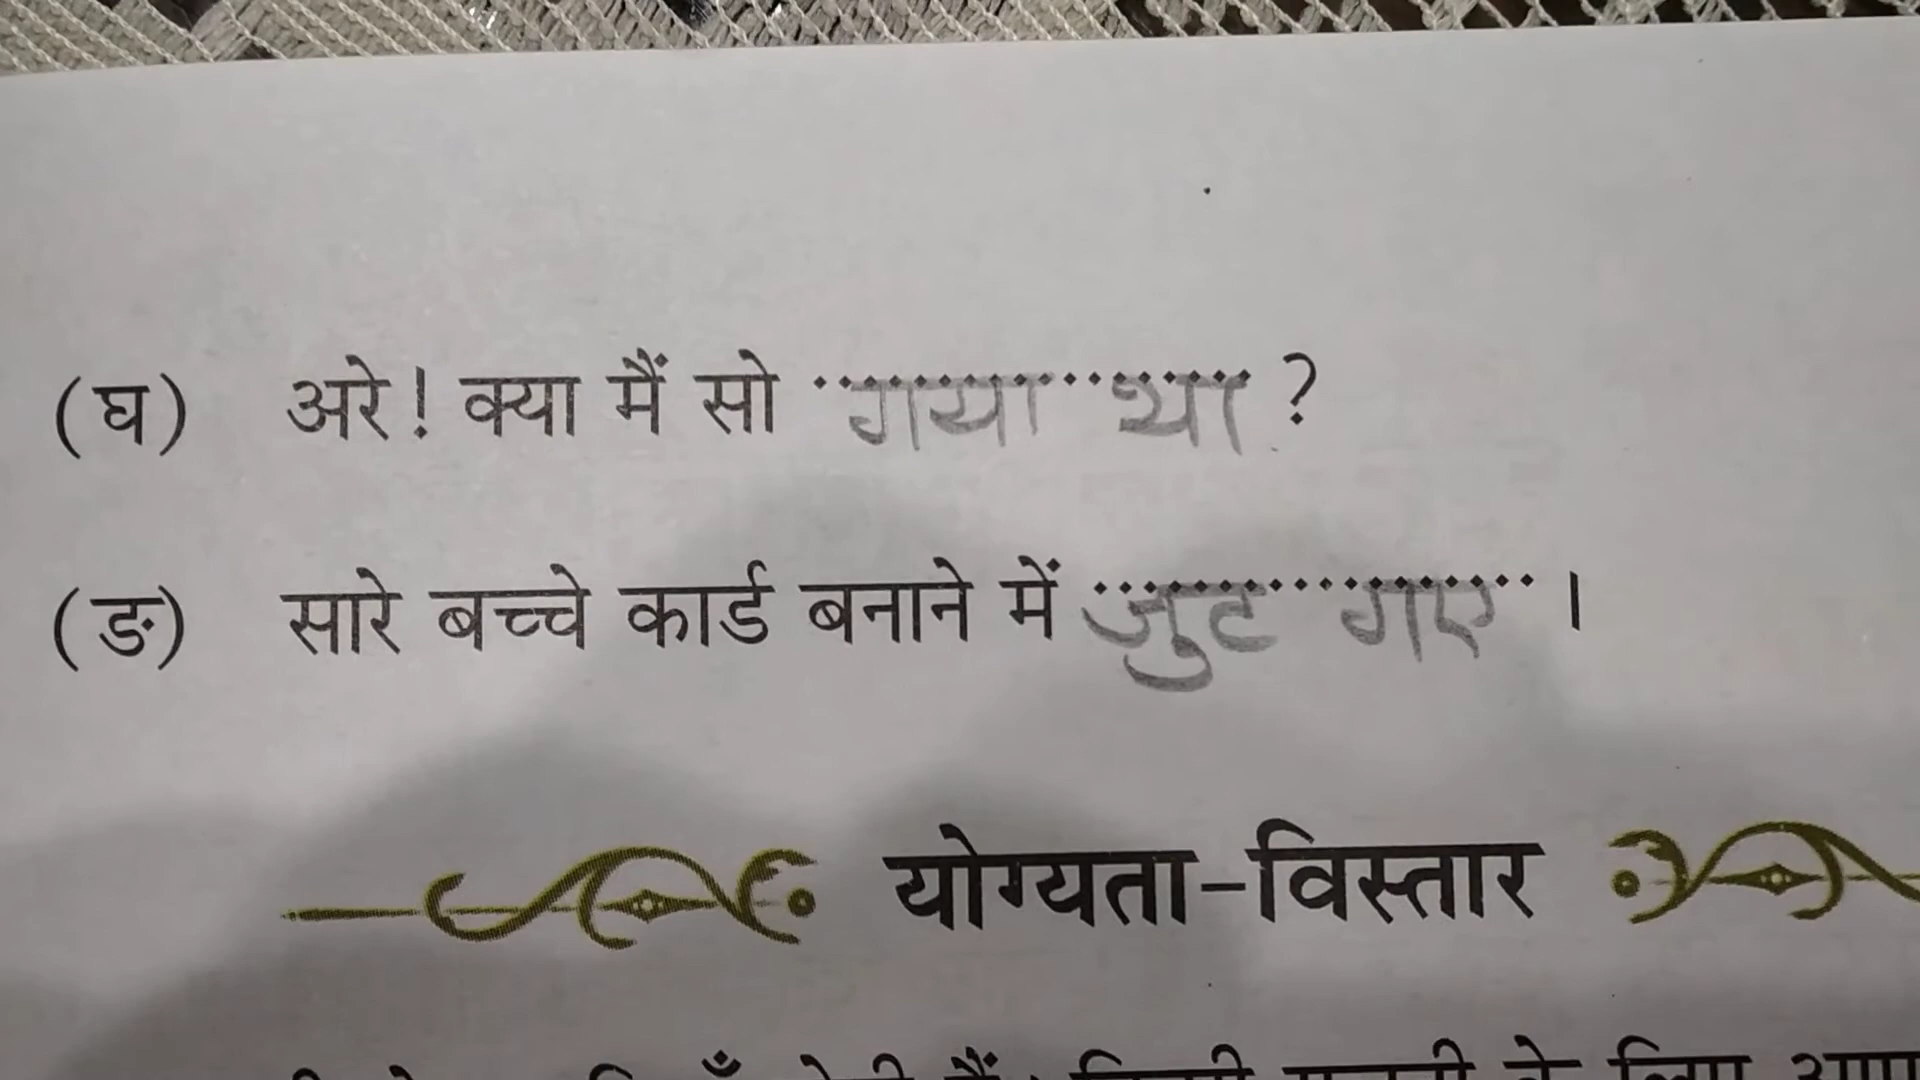 (घ) अरे! क्या मैं सो गया था ?
(ङ) सारे बच्चे कार्ड बनाने में जुट गए ।
योग्यता-विस्तार